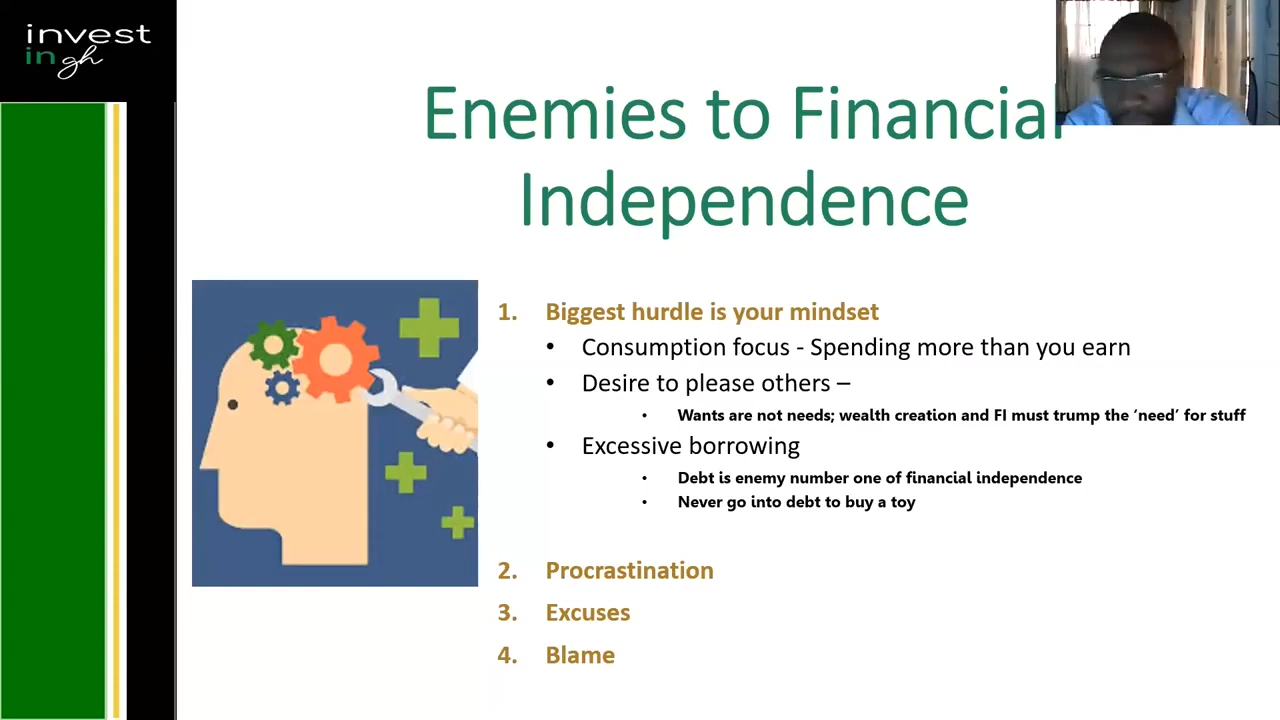 invest
in gh
Enemies to Financial
Independence
1. Biggest hurdle is your mindset
• Consumption focus - Spending more than you earn
• Desire to please others –
• Wants are not needs; wealth creation and FI must trump the ‘need’ for stuff
• Excessive borrowing
• Debt is enemy number one of financial independence
• Never go into debt to buy a toy
2. Procrastination
3. Excuses
4. Blame